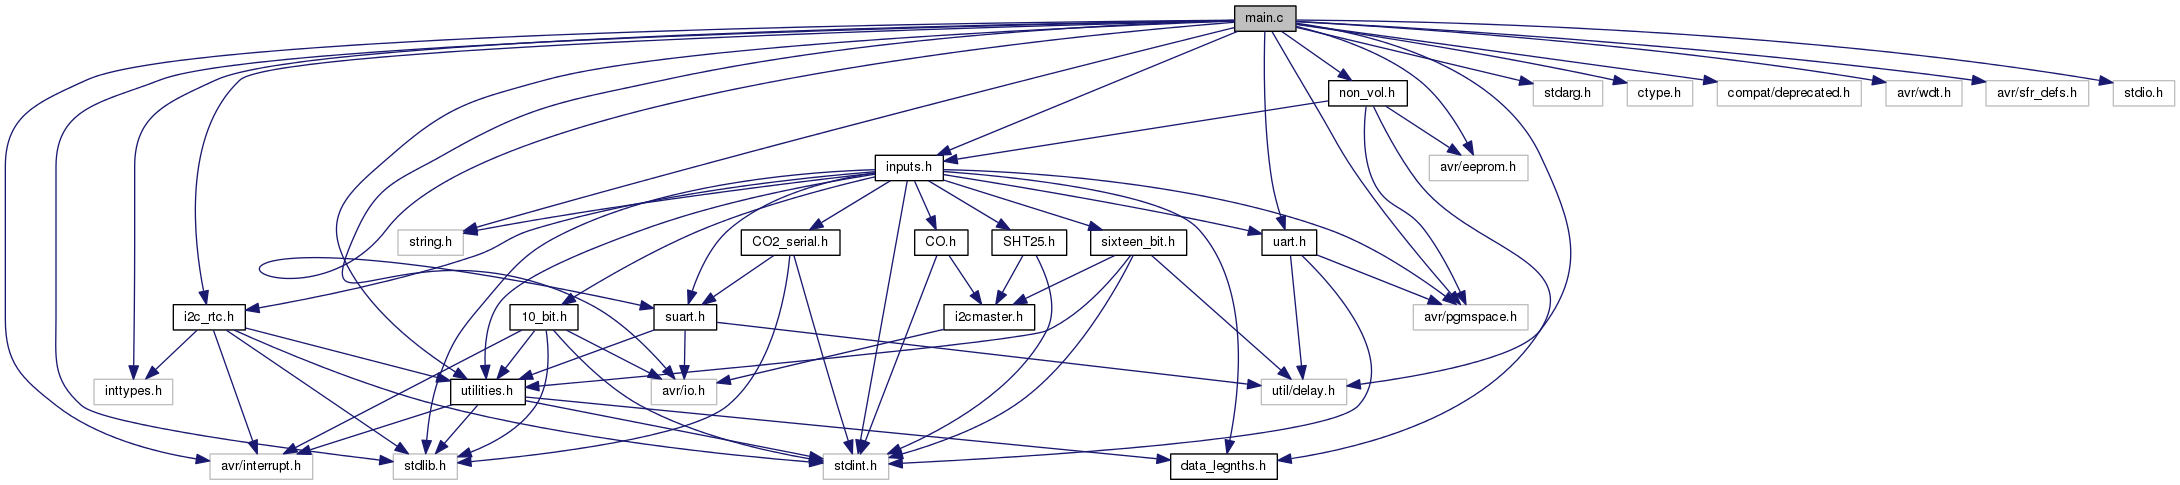 main.c
non_vol.h
stdarg.h
ctype.h
compat/deprecated.h
avr/wdt.h
avr/sfr_defs.h
stdio.h
inputs.h
avr/eeprom.h
string.h
CO2_serial.h
CO.h
SHT25.h
sixteen_bit.h
uart.h
i2c_rtc.h
10_bit.h
suart.h
i2cmaster.h
avr/pgmspace.h
inttypes.h
utilities.h
avr/io.h
util/delay.h
avr/interrupt.h
stdlib.h
stdint.h
data_legnths.h